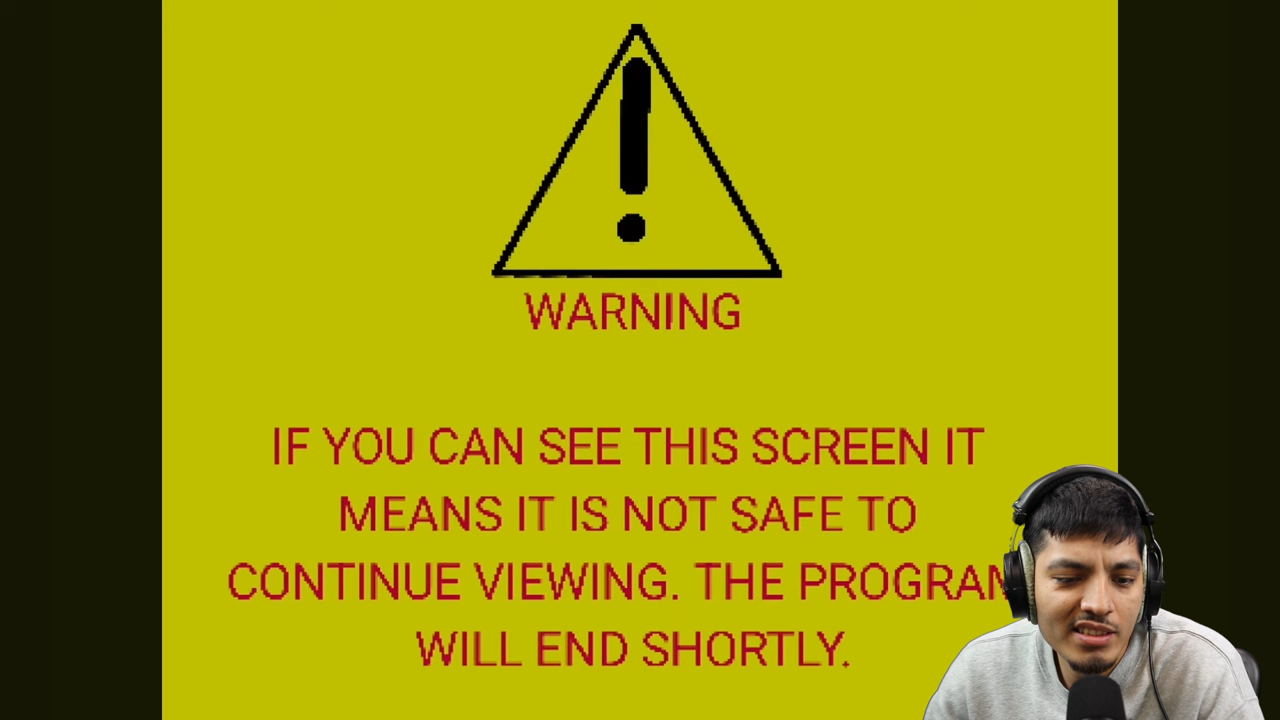 WARNING
IF YOU CAN SEE THIS SCREEN IT
MEANS IT IS NOT SAFE TO
CONTINUE VIEWING. THE PROGRAM
WILL END SHORTLY.